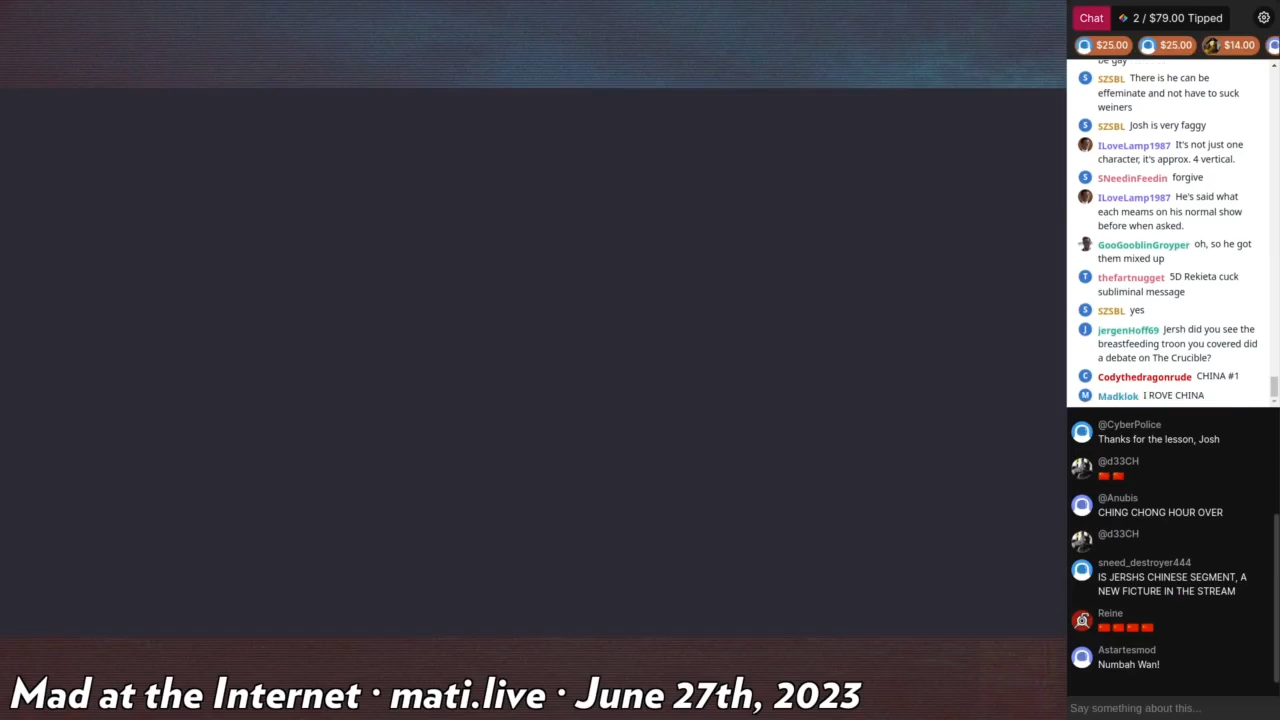 Chat
2 / $79.00 Tipped
$25.00
$25.00
$14.00
be gay
SZSBL There is he can be
effeminate and not have to suck
weiners
SZSBL Josh is very faggy
ILoveLamp1987 It's not just one
character, it's approx. 4 vertical.
SNeedinFeedin forgive
ILoveLamp1987 He's said what
each meams on his normal show
before when asked.
GooGooblinGroyper oh, so he got
them mixed up
thefartnugget 5D Rekieta cuck
subliminal message
SZSBL yes
jergenHoff69 Jersh did you see the
breastfeeding troon you covered did
a debate on The Crucible?
Codythedragonrude CHINA #1
Madklok I ROVE CHINA
@CyberPolice
Thanks for the lesson, Josh
@d33CH
@Anubis
CHING CHONG HOUR OVER
@d33CH
sneed_destroyer444
IS JERSHS CHINESE SEGMENT, A
NEW FICTURE IN THE STREAM
Reine
Astartesmod
Numbah Wan!
Say something about this...
Mad at the Internet · mati.live · June 27th, 2023